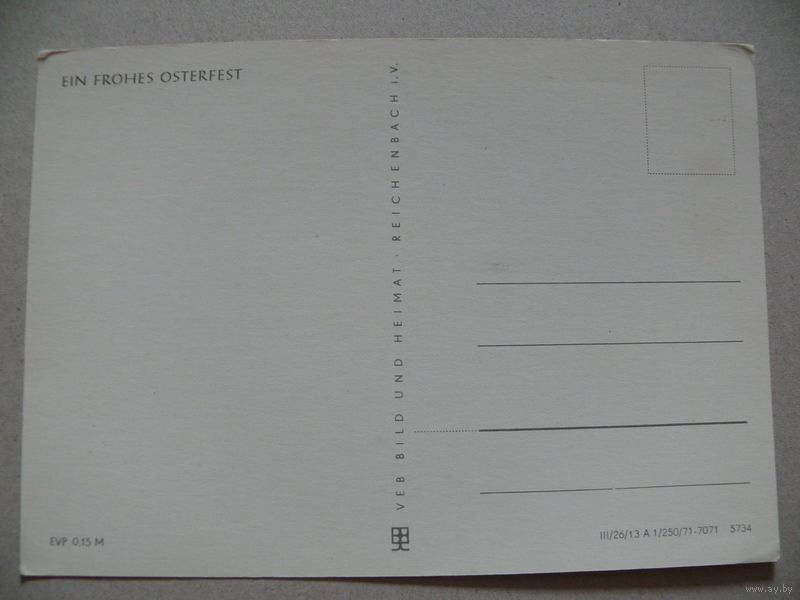 EIN FROHES OSTERFEST
VEB BILD UND HEIMAT · REICHENBACH i.V.
EVP 0,15 M
III/26/13 A 1/250/71-7071 5734
www.ay.by